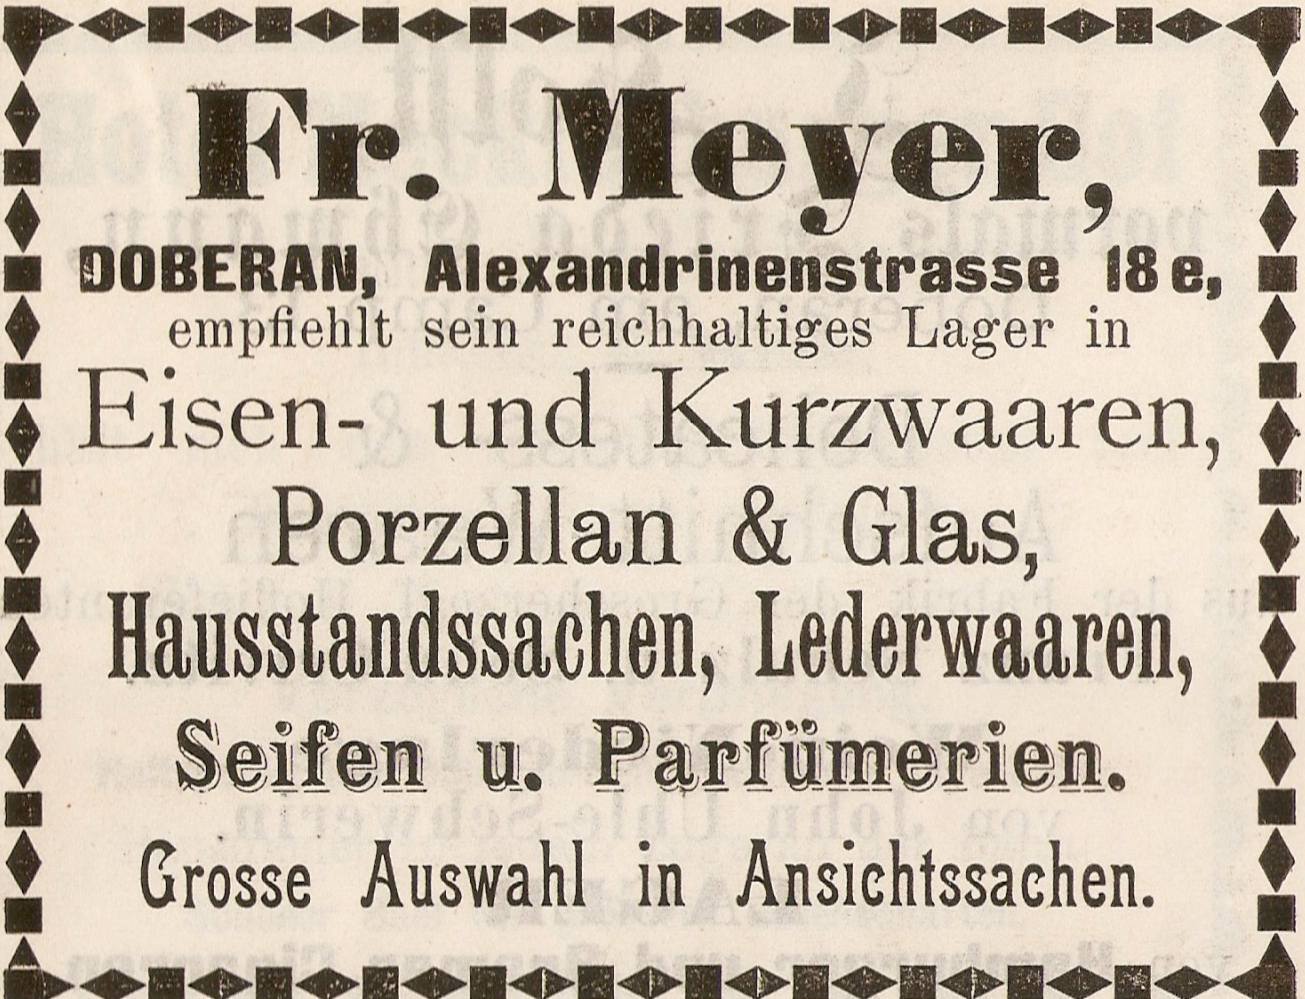 Fr. Meyer,
DOBERAN, Alexandrinenstrasse 18 e,
empfiehlt sein reichhaltiges Lager in
Eisen- und Kurzwaaren,
Porzellan & Glas,
Hausstandssachen, Lederwaaren,
Seifen u. Parfümerien.
Grosse Auswahl in Ansichtssachen.